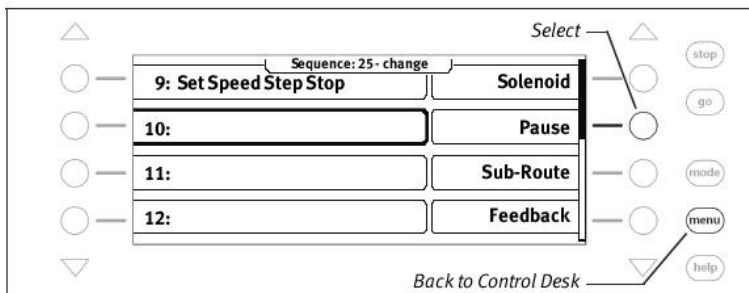 Select
Sequence: 25 - change
9: Set Speed Step Stop
Solenoid
stop
go
10:
Pause
11:
Sub-Route
mode
12:
Feedback
menu
Back to Control Desk
help